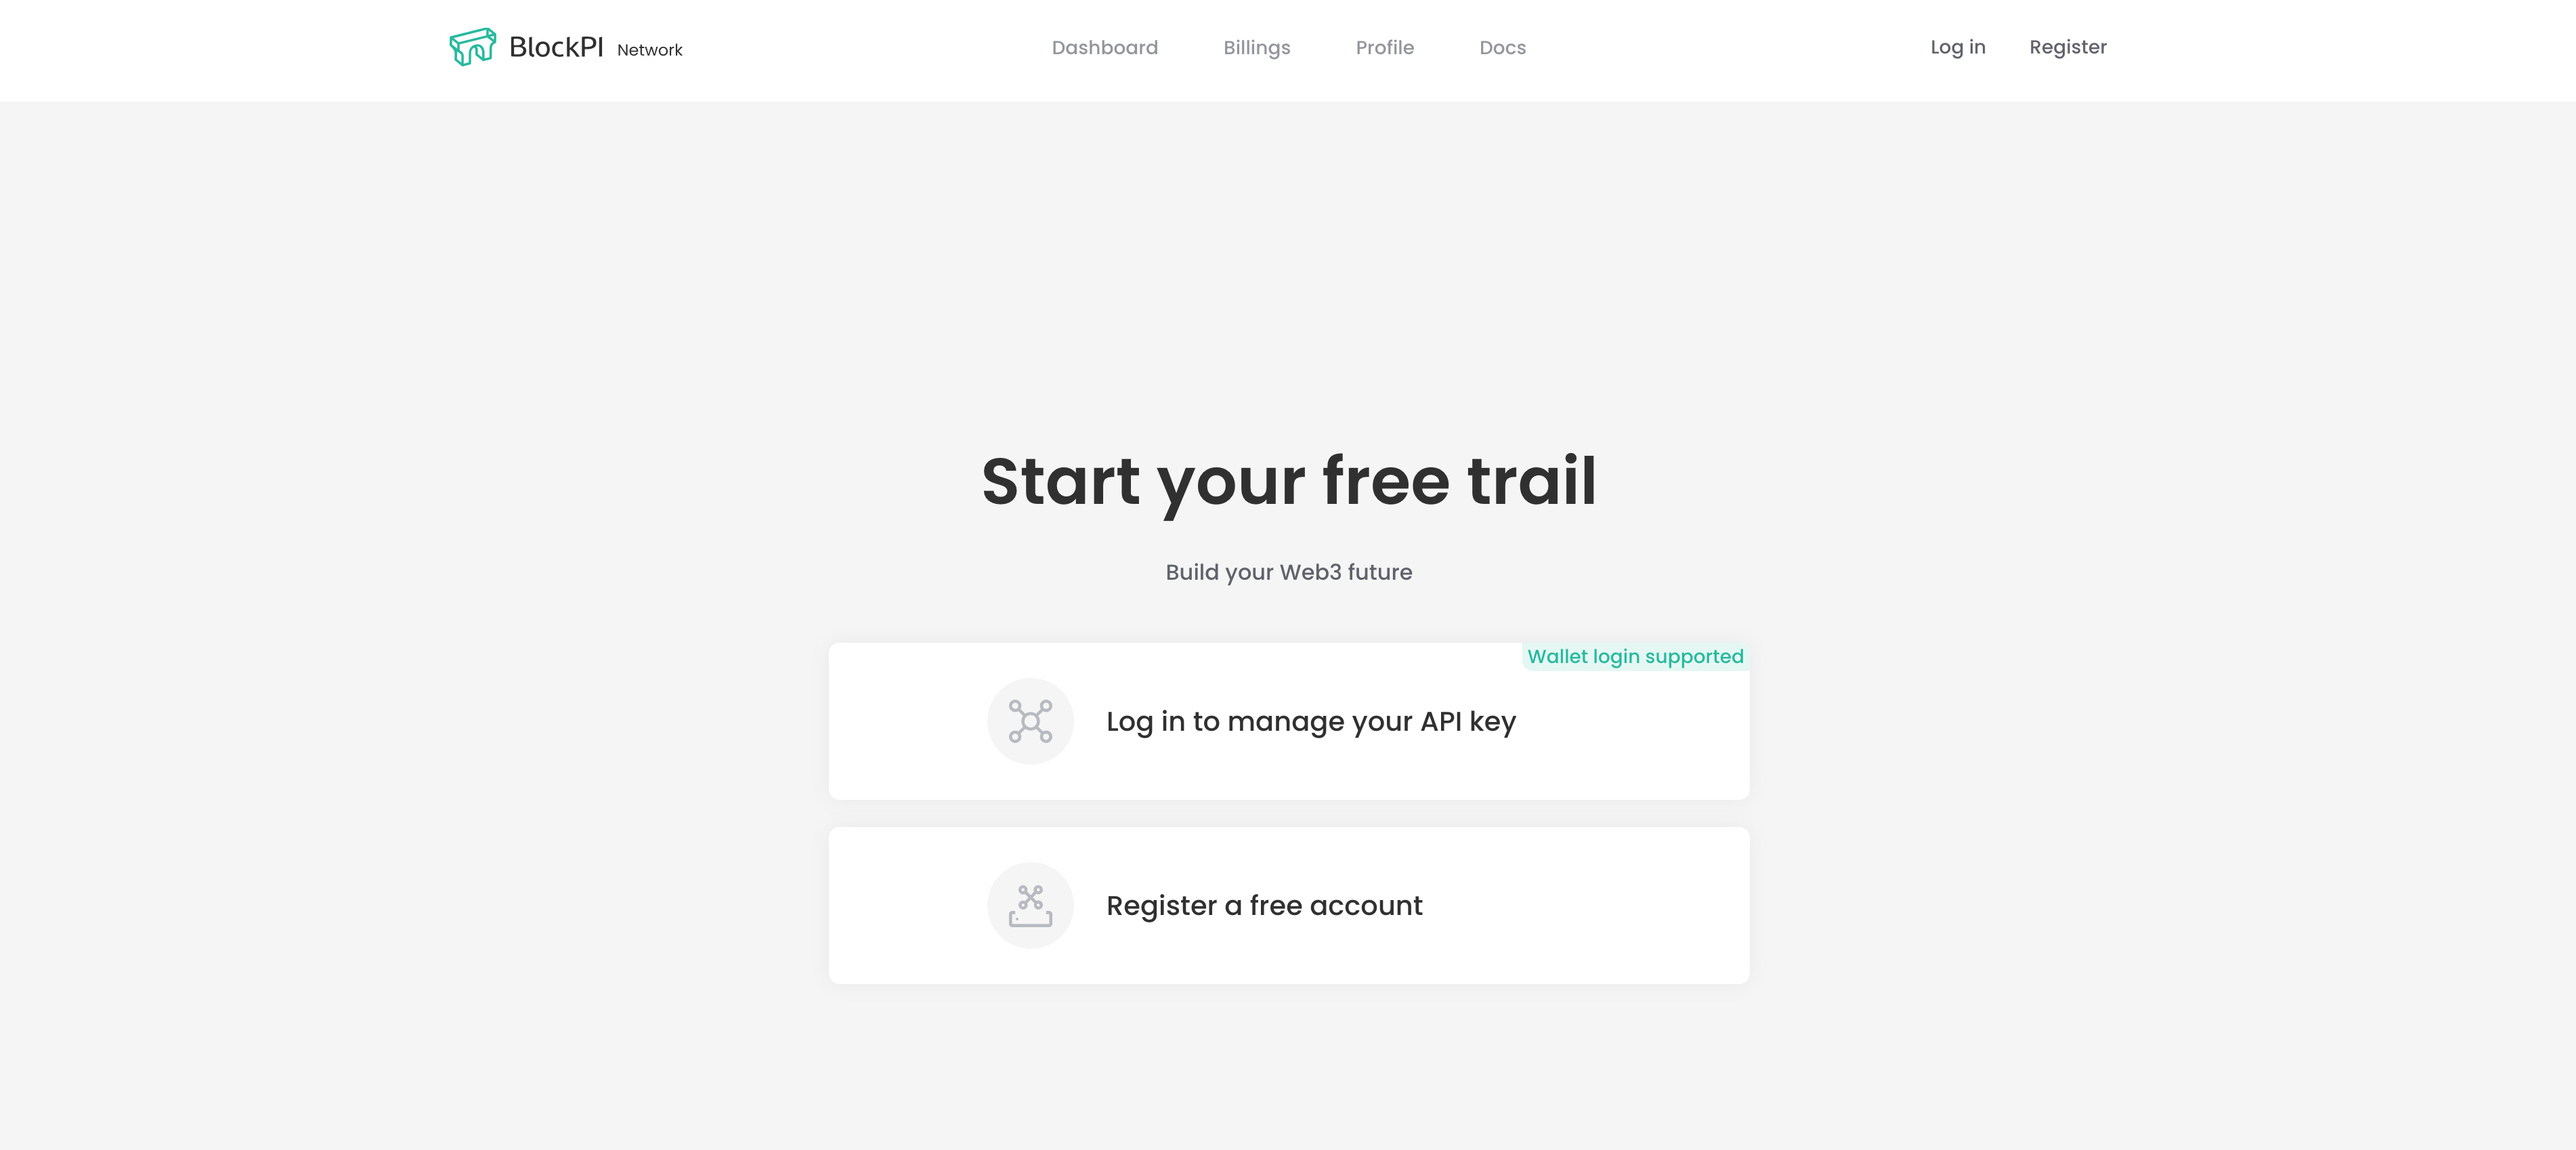 BlockPI Network
Dashboard Billings Profile Docs
Log in Register
Start your free trail
Build your Web3 future
Wallet login supported
Log in to manage your API key
Register a free account